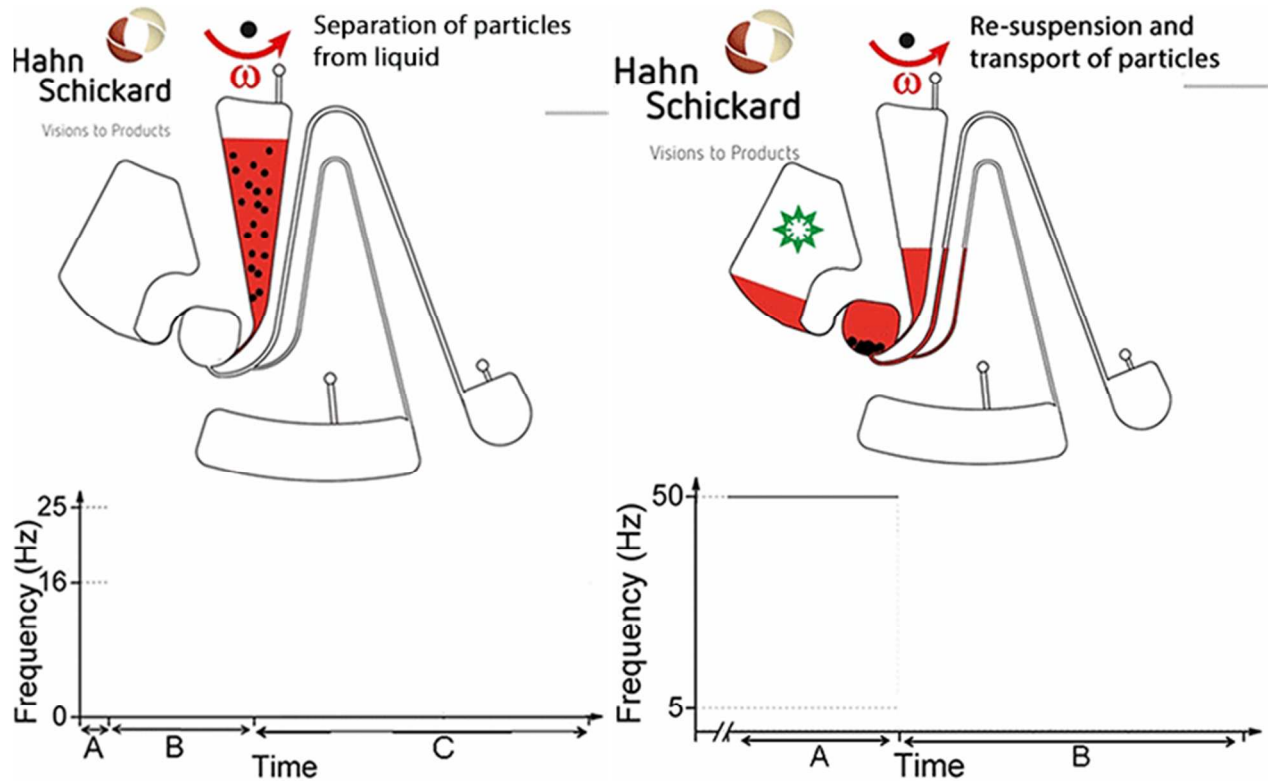 Hahn
Schickard
Visions to Products
Separation of particles
from liquid
ω
25
16
0
Frequency (Hz)
A
B
C
Time
Hahn
Schickard
Visions to Products
Re-suspension and
transport of particles
ω
50
5
Frequency (Hz)
A
B
Time